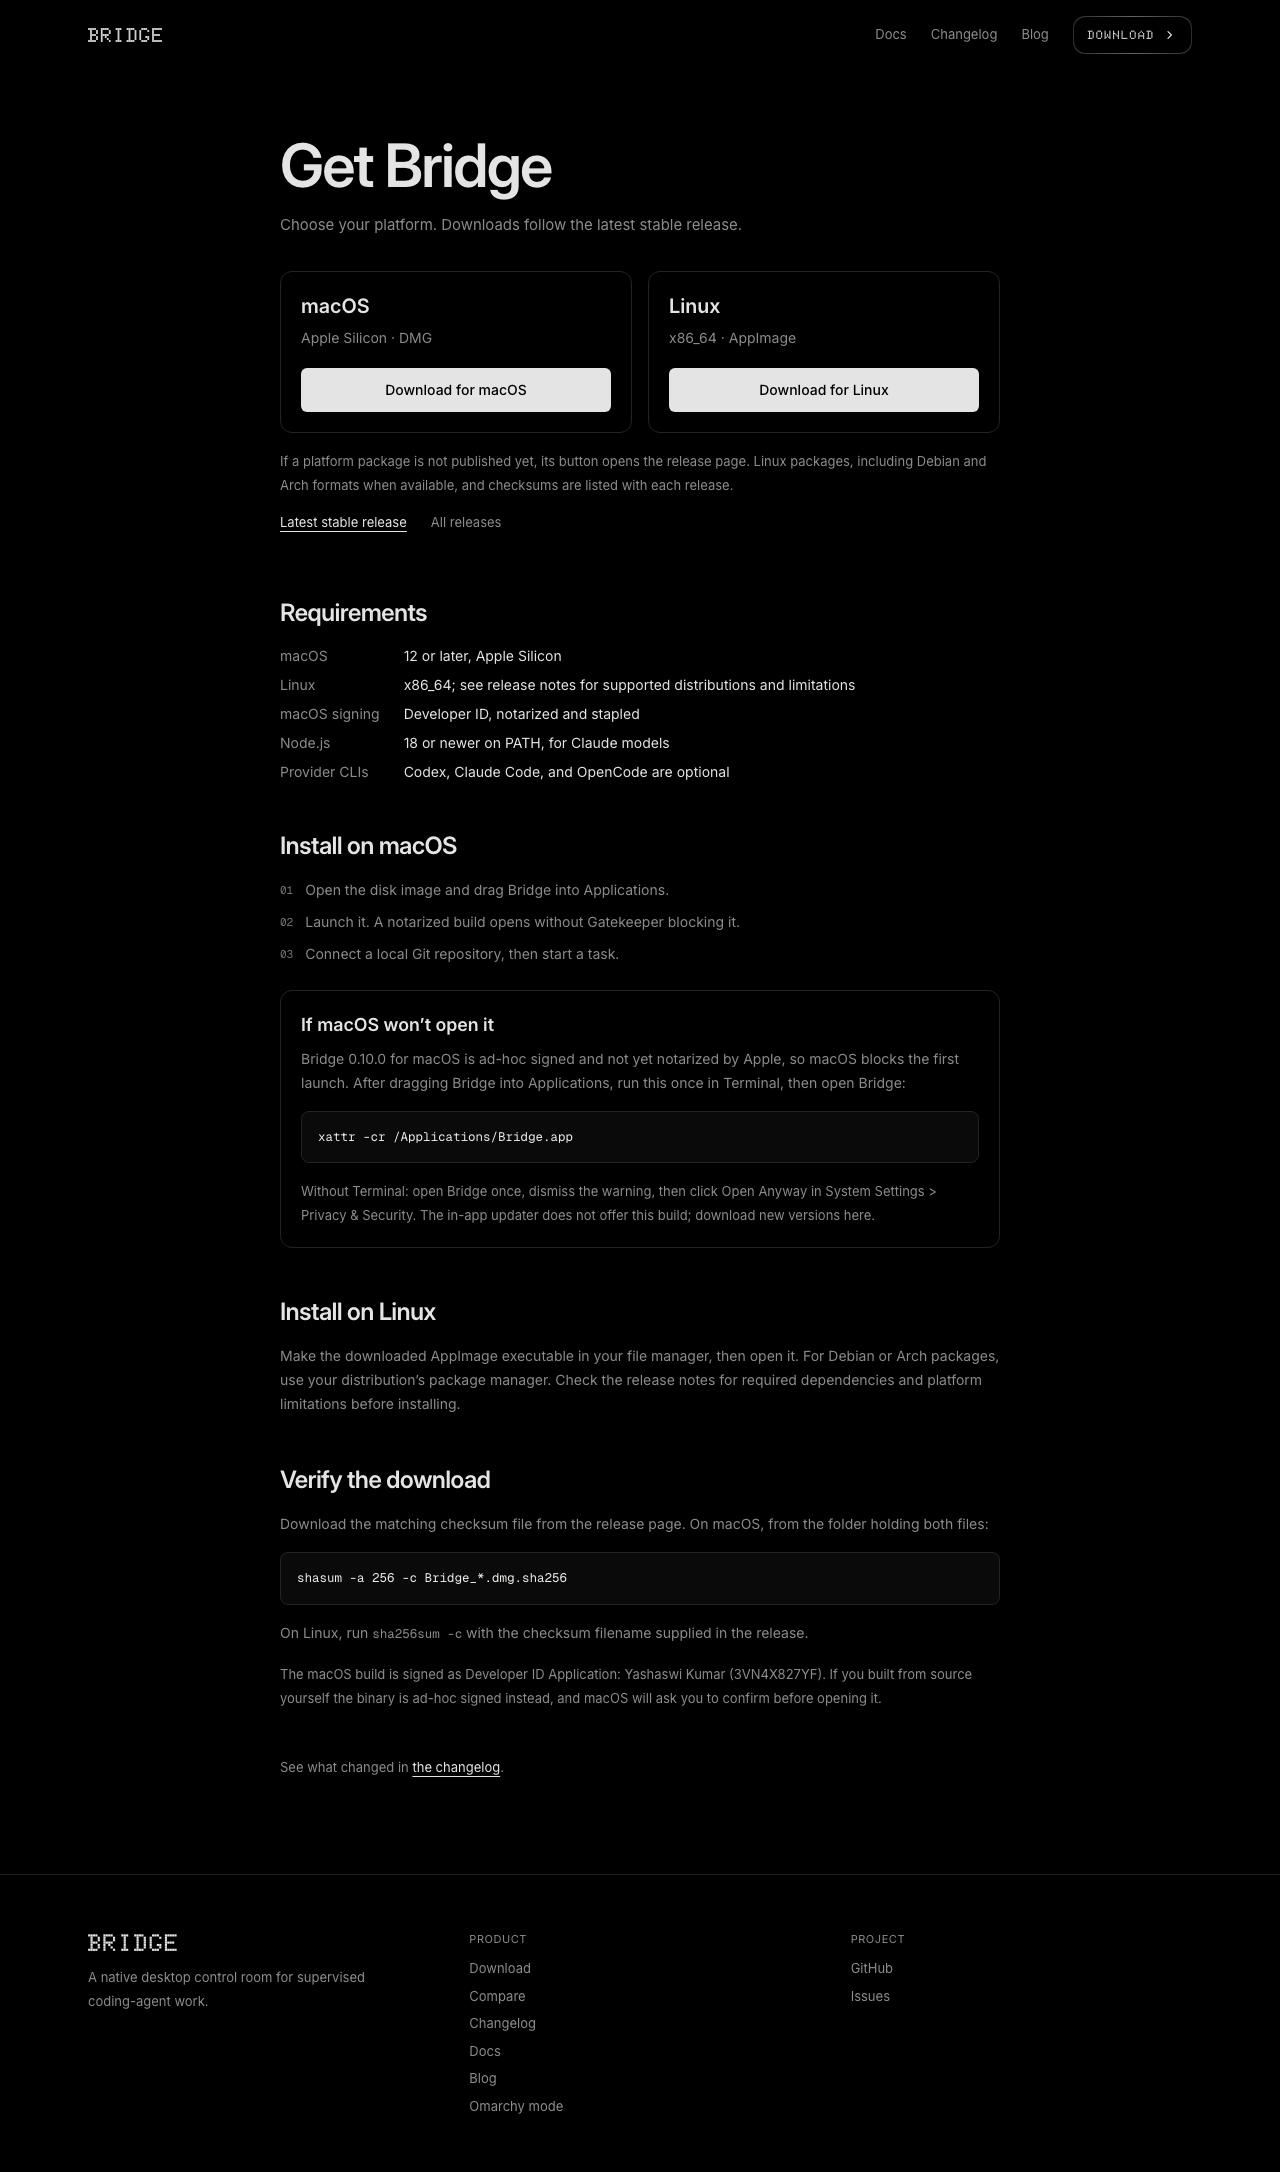 BRIDGE
Docs Changelog Blog DOWNLOAD >
Get Bridge
Choose your platform. Downloads follow the latest stable release.
macOS
Apple Silicon · DMG
Download for macOS
Linux
x86_64 · AppImage
Download for Linux
If a platform package is not published yet, its button opens the release page. Linux packages, including Debian and
Arch formats when available, and checksums are listed with each release.
Latest stable release All releases
Requirements
macOS 12 or later, Apple Silicon
Linux x86_64; see release notes for supported distributions and limitations
macOS signing Developer ID, notarized and stapled
Node.js 18 or newer on PATH, for Claude models
Provider CLIs Codex, Claude Code, and OpenCode are optional
Install on macOS
01 Open the disk image and drag Bridge into Applications.
02 Launch it. A notarized build opens without Gatekeeper blocking it.
03 Connect a local Git repository, then start a task.
If macOS won’t open it
Bridge 0.10.0 for macOS is ad-hoc signed and not yet notarized by Apple, so macOS blocks the first
launch. After dragging Bridge into Applications, run this once in Terminal, then open Bridge:
xattr -cr /Applications/Bridge.app
Without Terminal: open Bridge once, dismiss the warning, then click Open Anyway in System Settings >
Privacy & Security. The in-app updater does not offer this build; download new versions here.
Install on Linux
Make the downloaded AppImage executable in your file manager, then open it. For Debian or Arch packages,
use your distribution’s package manager. Check the release notes for required dependencies and platform
limitations before installing.
Verify the download
Download the matching checksum file from the release page. On macOS, from the folder holding both files:
shasum -a 256 -c Bridge_*.dmg.sha256
On Linux, run sha256sum -c with the checksum filename supplied in the release.
The macOS build is signed as Developer ID Application: Yashaswi Kumar (3VN4X827YF). If you built from source
yourself the binary is ad-hoc signed instead, and macOS will ask you to confirm before opening it.
See what changed in the changelog.
BRIDGE
A native desktop control room for supervised
coding-agent work.
PRODUCT
Download
Compare
Changelog
Docs
Blog
Omarchy mode
PROJECT
GitHub
Issues